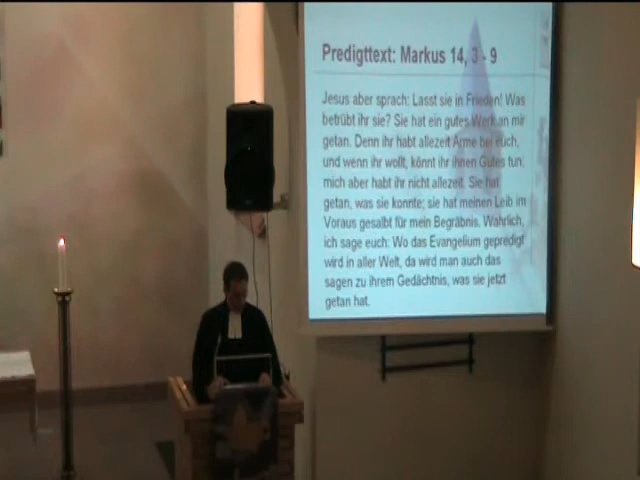 Predigttext: Markus 14, 3 - 9
Jesus aber sprach: Lasst sie in Frieden! Was
betrübt ihr sie? Sie hat ein gutes Werk an mir
getan. Denn ihr habt allezeit Arme bei euch,
und wenn ihr wollt, könnt ihr ihnen Gutes tun;
mich aber habt ihr nicht allezeit. Sie hat
getan, was sie konnte; sie hat meinen Leib im
Voraus gesalbt für mein Begräbnis. Wahrlich,
ich sage euch: Wo das Evangelium gepredigt
wird in aller Welt, da wird man auch das
sagen zu ihrem Gedächtnis, was sie jetzt
getan hat.